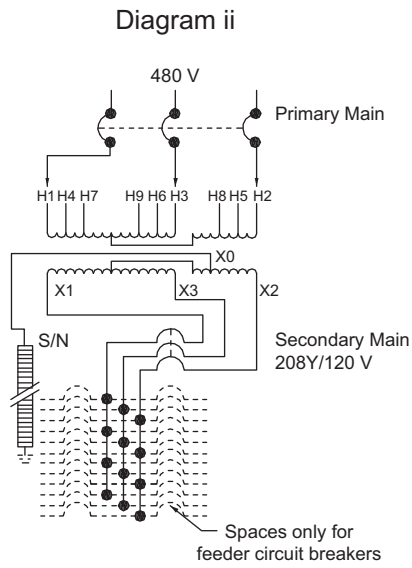 Diagram ii
480 V
Primary Main
H1 H4 H7 H9 H6 H3 H8 H5 H2
X0
X1 X3 X2
S/N
Secondary Main
208Y/120 V
Spaces only for
feeder circuit breakers